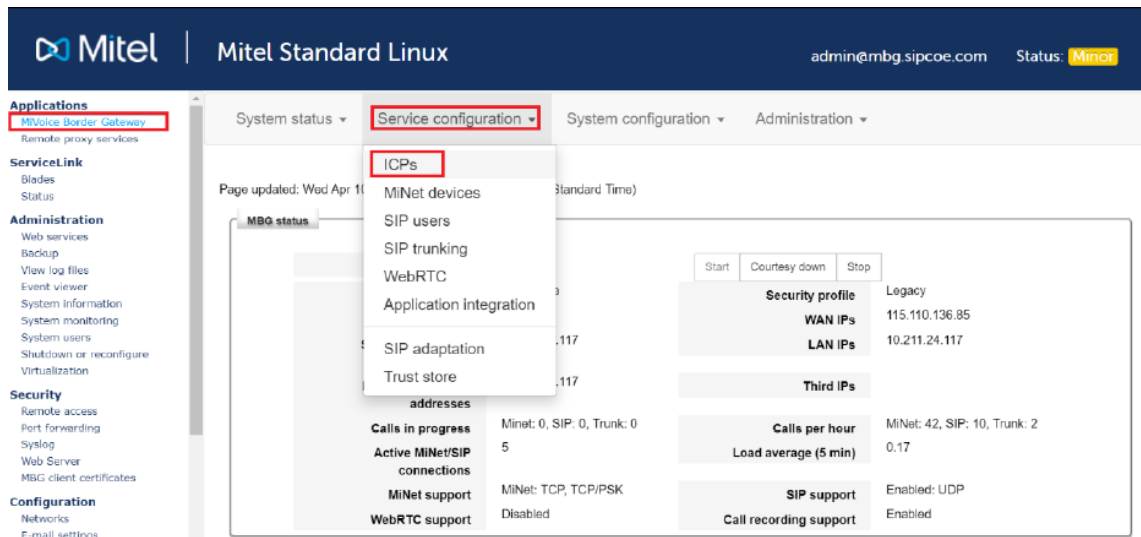 Mitel
Mitel Standard Linux
admin@mbg.sipcoe.com
Status: Minor
Applications
MiVoice Border Gateway
Remote proxy services
ServiceLink
Blades
Status
Administration
Web services
Backup
View log files
Event viewer
System information
System monitoring
System users
Shutdown or reconfigure
Virtualization
Security
Remote access
Port forwarding
Syslog
Web Server
MBG client certificates
Configuration
Networks
E-mail settings
System status
Service configuration
System configuration
Administration
ICPs
MiNet devices
SIP users
SIP trunking
WebRTC
Application integration
SIP adaptation
Trust store
Page updated: Wed Apr 10
Standard Time)
MBG status
Start
Courtesy down
Stop
Security profile
Legacy
WAN IPs
115.110.136.85
.117
LAN IPs
10.211.24.117
.117
Third IPs
addresses
Calls in progress
Minet: 0, SIP: 0, Trunk: 0
Calls per hour
MiNet: 42, SIP: 10, Trunk: 2
Active MiNet/SIP
connections
5
Load average (5 min)
0.17
MiNet support
MiNet: TCP, TCP/PSK
SIP support
Enabled: UDP
WebRTC support
Disabled
Call recording support
Enabled